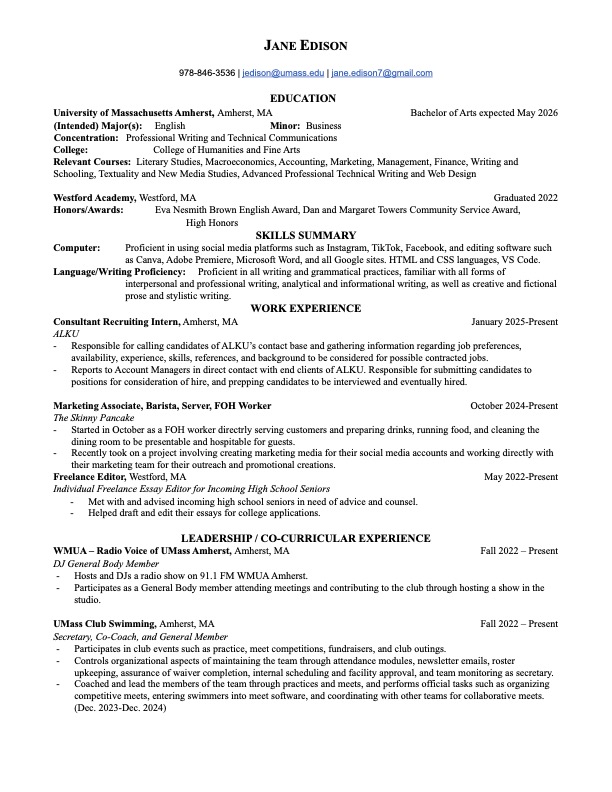 JANE EDISON
978-846-3536 | jedison@umass.edu | jane.edison7@gmail.com
EDUCATION
University of Massachusetts Amherst, Amherst, MA Bachelor of Arts expected May 2026
(Intended) Major(s): English Minor: Business
Concentration: Professional Writing and Technical Communications
College: College of Humanities and Fine Arts
Relevant Courses: Literary Studies, Macroeconomics, Accounting, Marketing, Management, Finance, Writing and
Schooling, Textuality and New Media Studies, Advanced Professional Technical Writing and Web Design
Westford Academy, Westford, MA Graduated 2022
Honors/Awards: Eva Nesmith Brown English Award, Dan and Margaret Towers Community Service Award,
High Honors
SKILLS SUMMARY
Computer: Proficient in using social media platforms such as Instagram, TikTok, Facebook, and editing software such
as Canva, Adobe Premiere, Microsoft Word, and all Google sites. HTML and CSS languages, VS Code.
Language/Writing Proficiency: Proficient in all writing and grammatical practices, familiar with all forms of
interpersonal and professional writing, analytical and informational writing, as well as creative and fictional
prose and stylistic writing.
WORK EXPERIENCE
Consultant Recruiting Intern, Amherst, MA January 2025-Present
ALKU
- Responsible for calling candidates of ALKU's contact base and gathering information regarding job preferences,
availability, experience, skills, references, and background to be considered for possible contracted jobs.
- Reports to Account Managers in direct contact with end clients of ALKU. Responsible for submitting candidates to
positions for consideration of hire, and prepping candidates to be interviewed and eventually hired.
Marketing Associate, Barista, Server, FOH Worker October 2024-Present
The Skinny Pancake
- Started in October as a FOH worker directrly serving customers and preparing drinks, running food, and cleaning the
dining room to be presentable and hospitable for guests.
- Recently took on a project involving creating marketing media for their social media accounts and working directly with
their marketing team for their outreach and promotional creations.
Freelance Editor, Westford, MA May 2022-Present
Individual Freelance Essay Editor for Incoming High School Seniors
- Met with and advised incoming high school seniors in need of advice and counsel.
- Helped draft and edit their essays for college applications.
LEADERSHIP / CO-CURRICULAR EXPERIENCE
WMUA – Radio Voice of UMass Amherst, Amherst, MA Fall 2022 – Present
DJ General Body Member
- Hosts and DJs a radio show on 91.1 FM WMUA Amherst.
- Participates as a General Body member attending meetings and contributing to the club through hosting a show in the
studio.
UMass Club Swimming, Amherst, MA Fall 2022 – Present
Secretary, Co-Coach, and General Member
- Participates in club events such as practice, meet competitions, fundraisers, and club outings.
- Controls organizational aspects of maintaining the team through attendance modules, newsletter emails, roster
upkeeping, assurance of waiver completion, internal scheduling and facility approval, and team monitoring as secretary.
- Coached and lead the members of the team through practices and meets, and performs official tasks such as organizing
competitive meets, entering swimmers into meet software, and coordinating with other teams for collaborative meets.
(Dec. 2023-Dec. 2024)